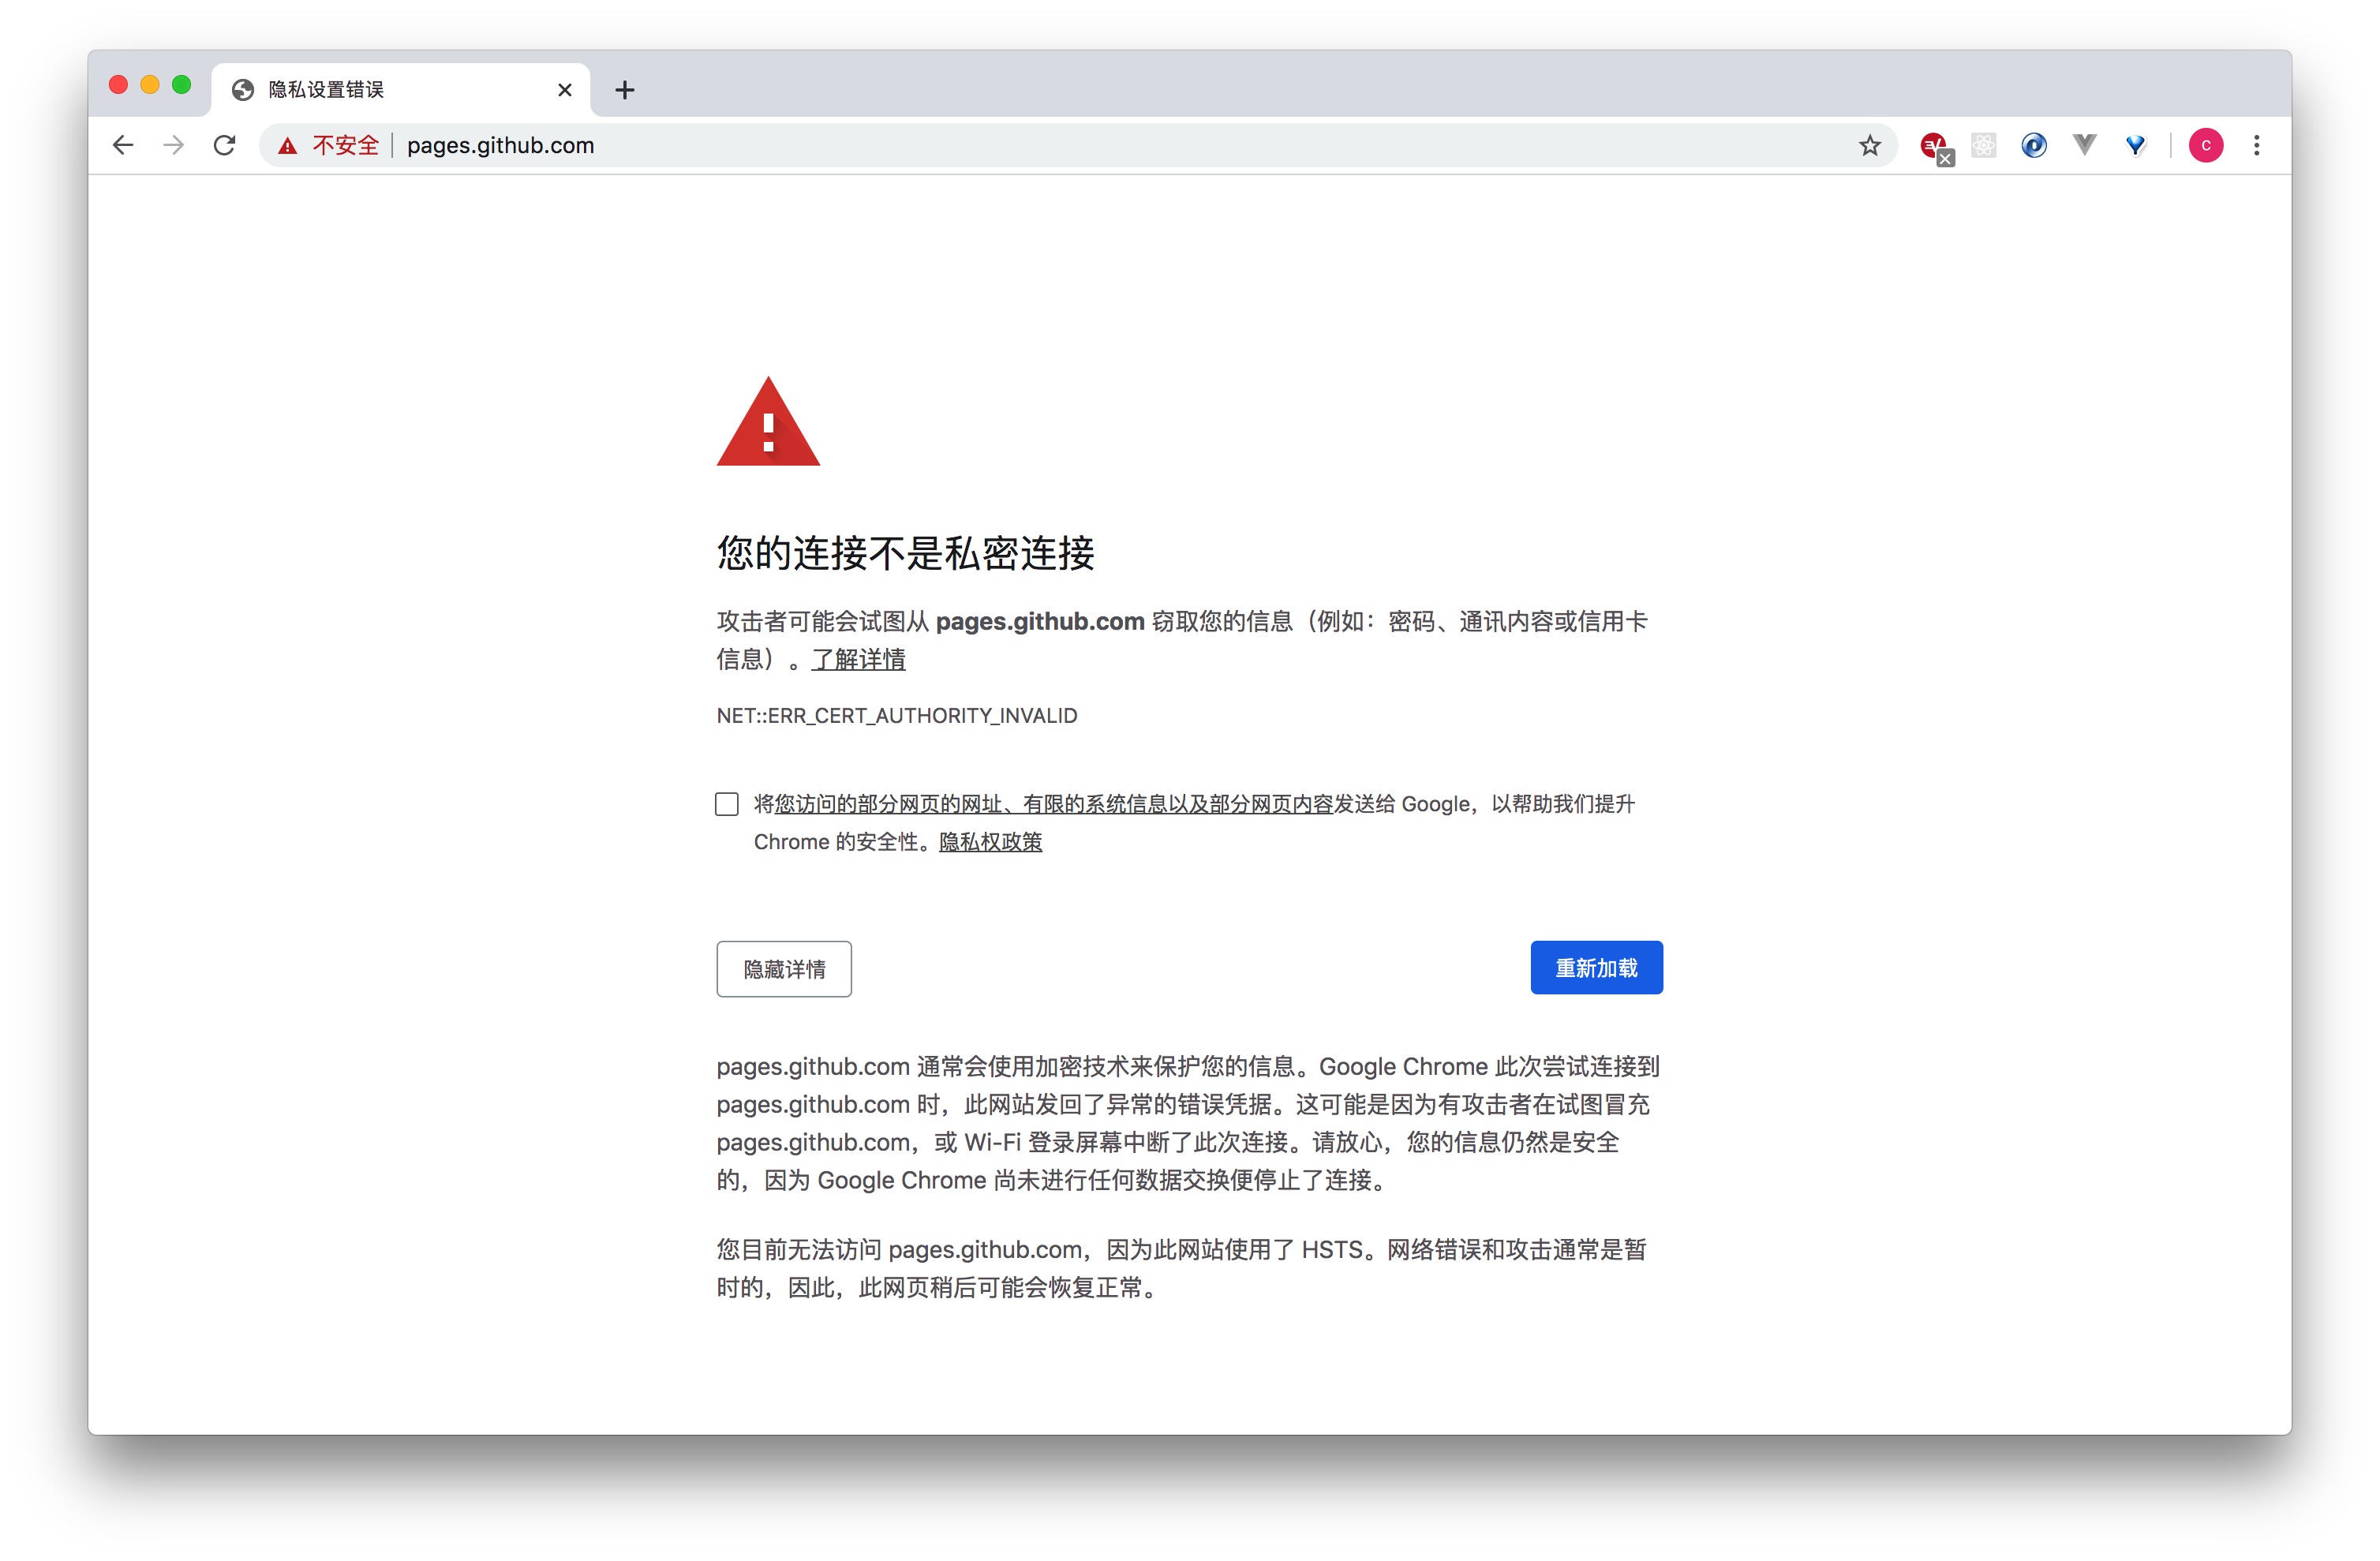 隐私设置错误
不安全 pages.github.com
C
您的连接不是私密连接
攻击者可能会试图从 pages.github.com 窃取您的信息（例如：密码、通讯内容或信用卡
信息）。了解详情
NET::ERR_CERT_AUTHORITY_INVALID
将您访问的部分网页的网址、有限的系统信息以及部分网页内容发送给 Google，以帮助我们提升
Chrome 的安全性。隐私权政策
隐藏详情
重新加载
pages.github.com 通常会使用加密技术来保护您的信息。Google Chrome 此次尝试连接到
pages.github.com 时，此网站发回了异常的错误凭据。这可能是因为有攻击者在试图冒充
pages.github.com，或 Wi-Fi 登录屏幕中断了此次连接。请放心，您的信息仍然是安全
的，因为 Google Chrome 尚未进行任何数据交换便停止了连接。
您目前无法访问 pages.github.com，因为此网站使用了 HSTS。网络错误和攻击通常是暂
时的，因此，此网页稍后可能会恢复正常。